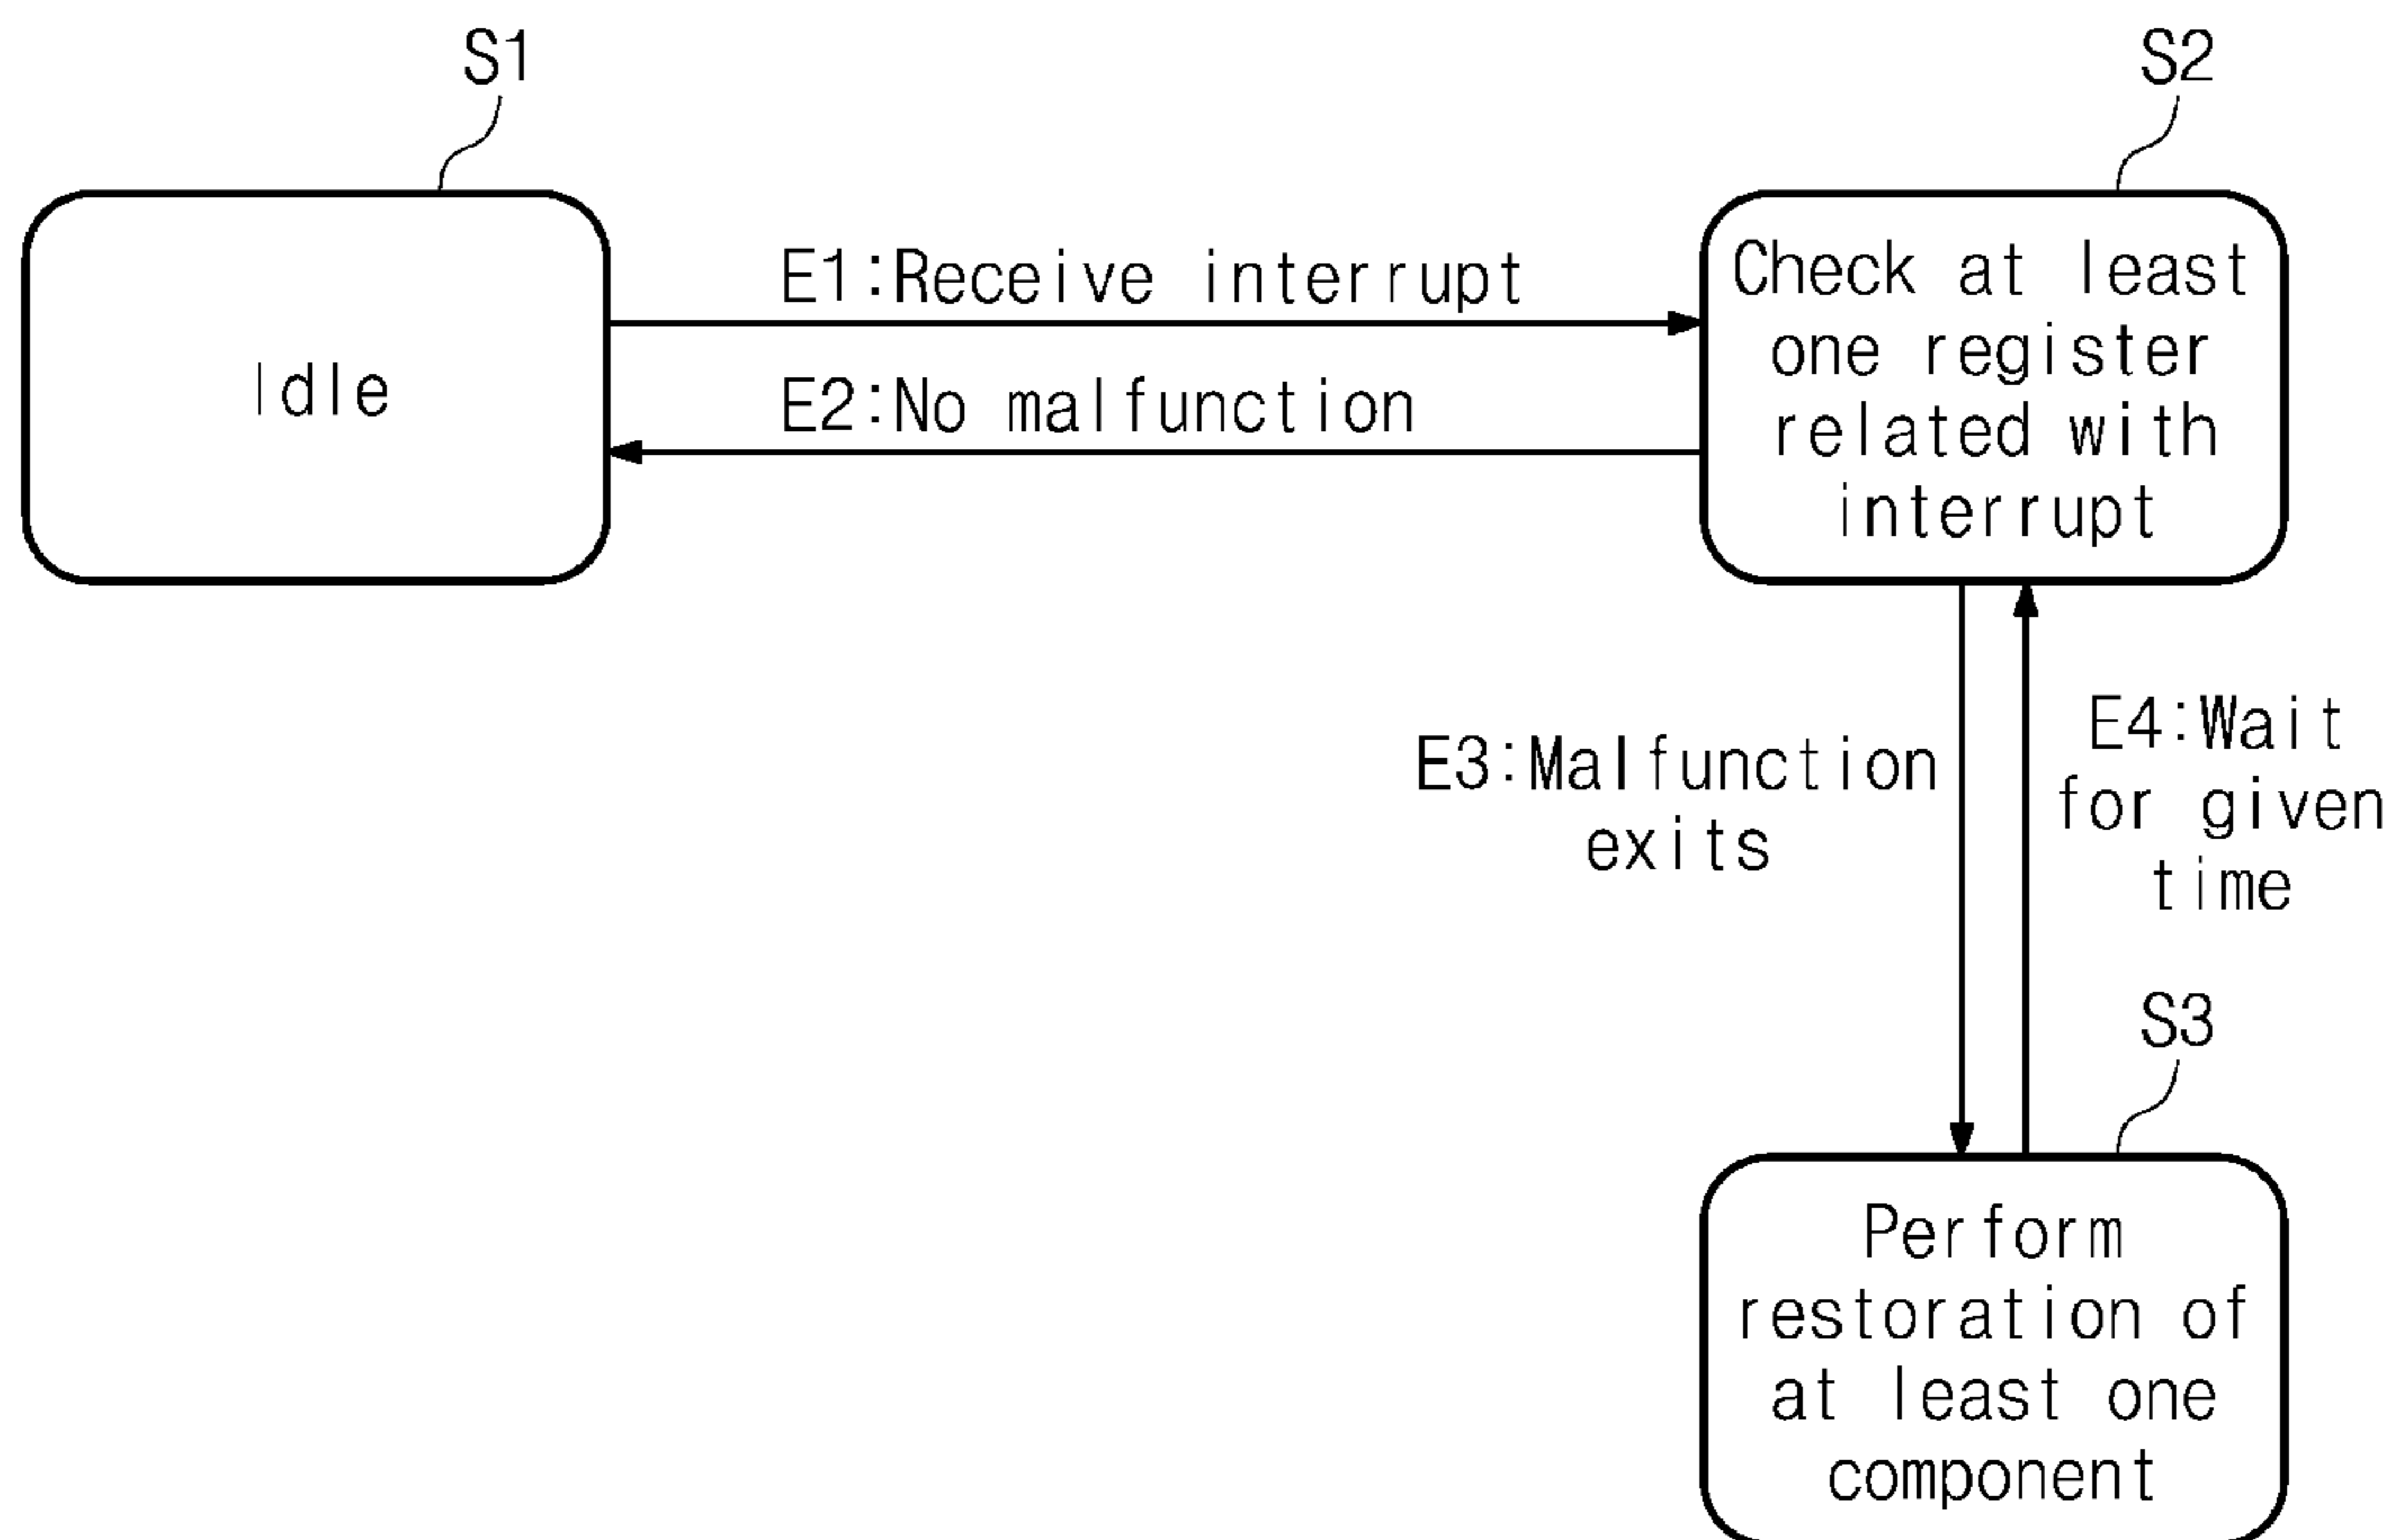 S1
S2
Idle
E1:Receive interrupt
E2:No malfunction
Check at least
one register
related with
interrupt
E3:Malfunction
exits
E4:Wait
for given
time
S3
Perform
restoration of
at least one
component